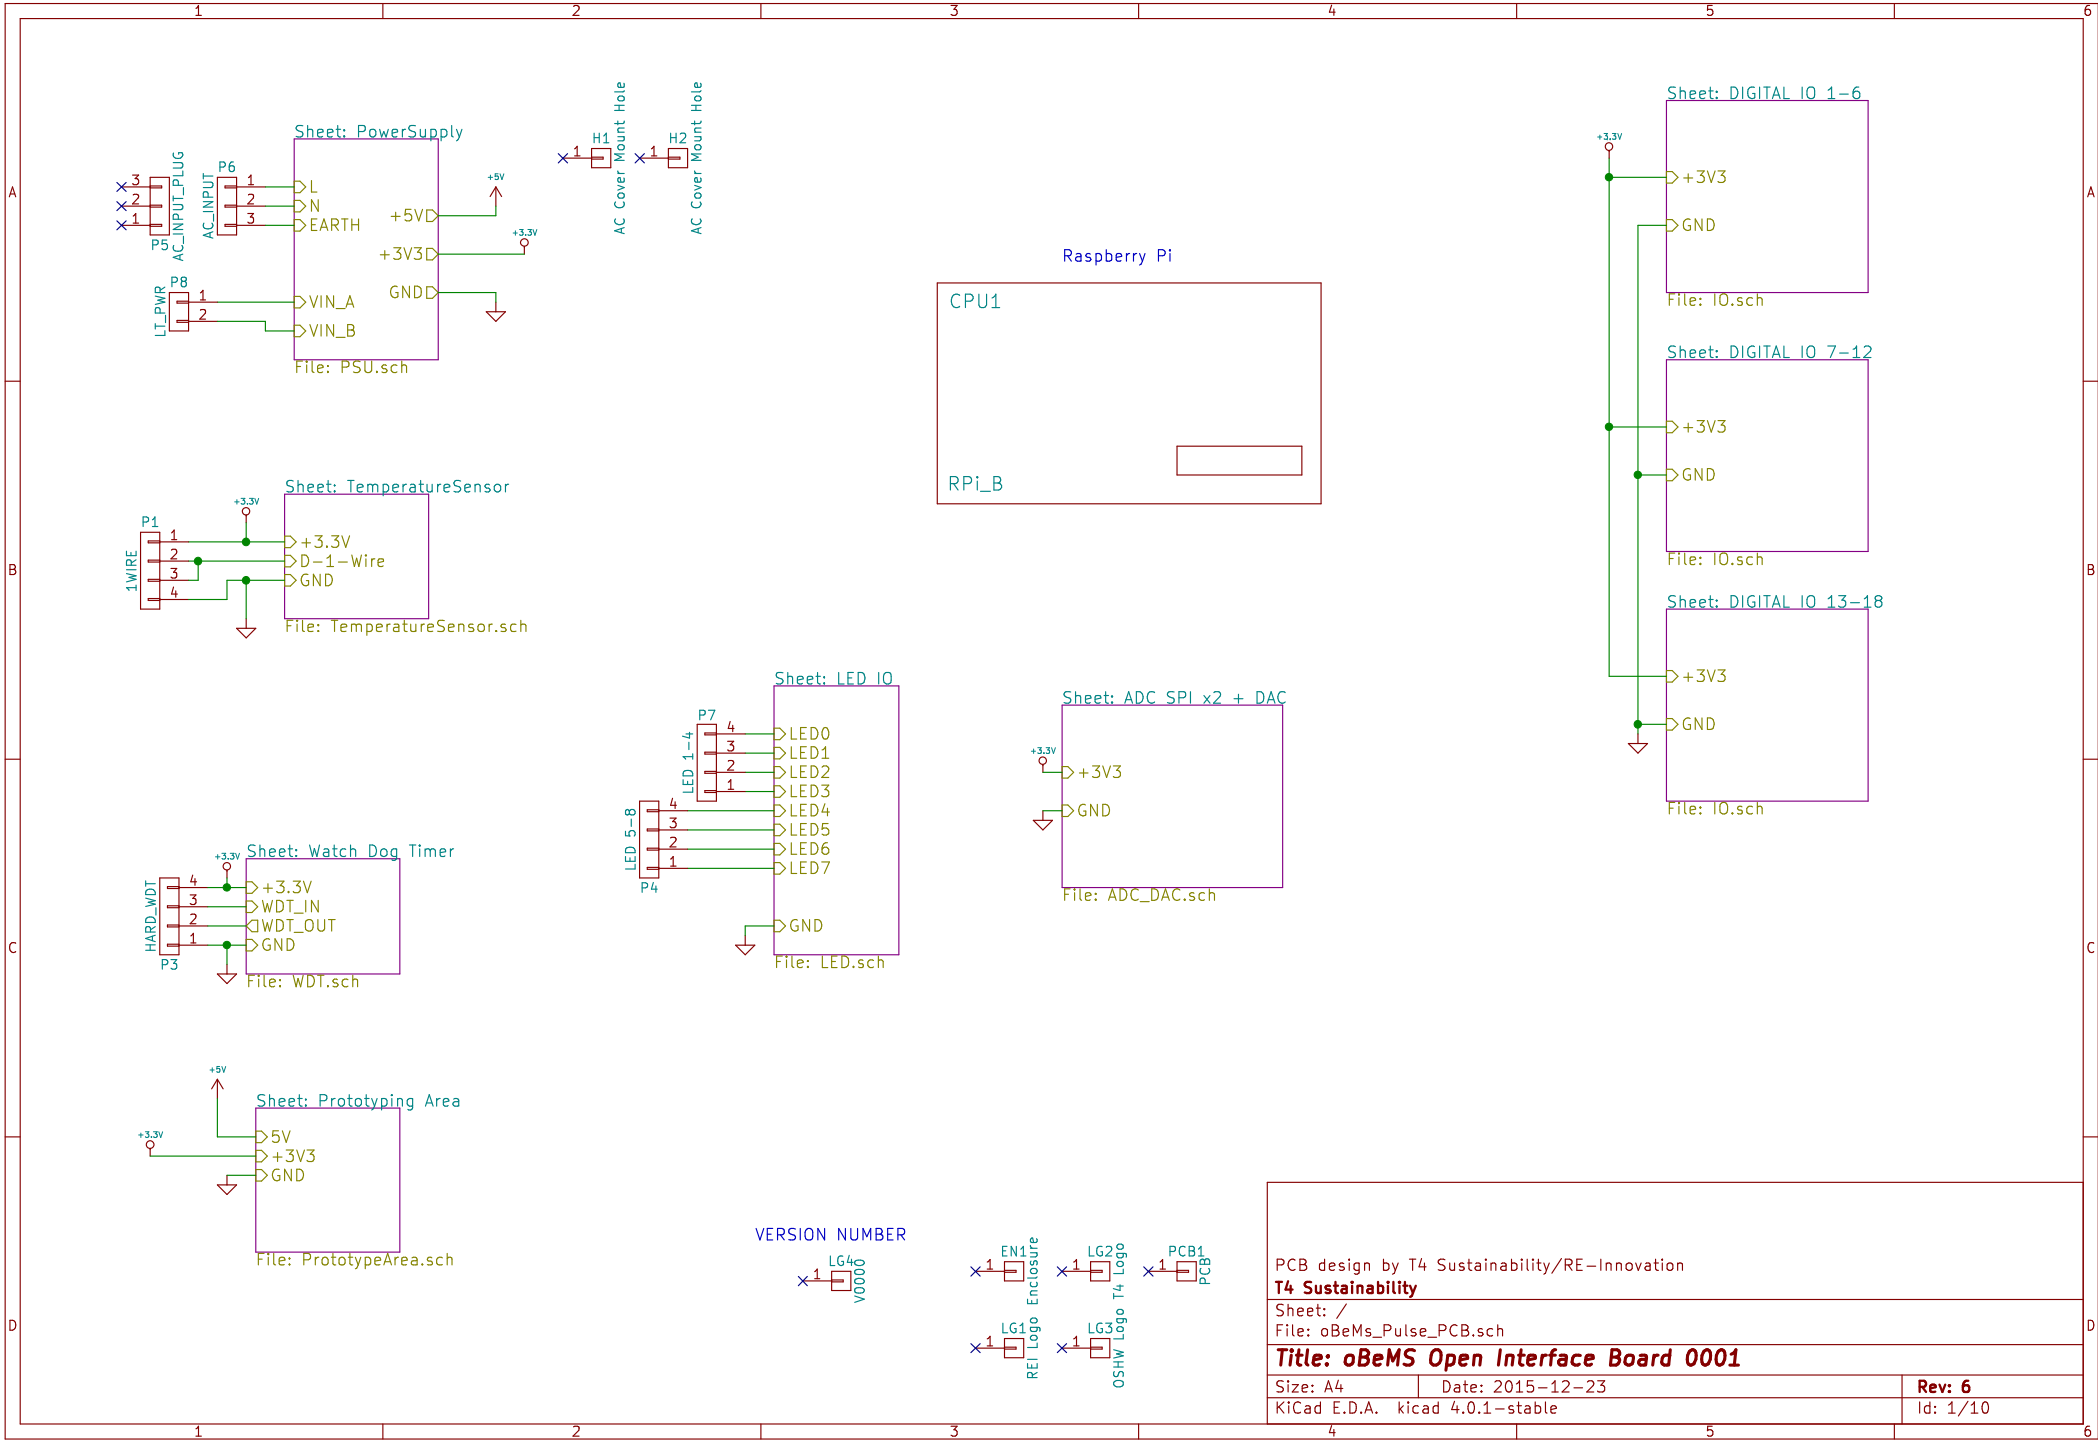 1 2 3 4 5 6
A
B
C
D
A
B
C
D
1 2 3 4 5 6
Sheet: PowerSupply
L
N
EARTH
VIN_A
VIN_B
+5V
+3V3
GND
File: PSU.sch
+5V
+3.3V
3
2
1
P5
AC_INPUT_PLUG
P6
AC_INPUT
1
2
3
P8
LT_PWR
1
2
H1
1
AC Cover Mount Hole
H2
1
AC Cover Mount Hole
Raspberry Pi
CPU1
RPi_B
+3.3V
Sheet: DIGITAL IO 1-6
+3V3
GND
File: IO.sch
Sheet: DIGITAL IO 7-12
+3V3
GND
File: IO.sch
Sheet: DIGITAL IO 13-18
+3V3
GND
File: IO.sch
Sheet: TemperatureSensor
+3.3V
P1
1WIRE
1
2
3
4
+3.3V
D-1-Wire
GND
File: TemperatureSensor.sch
Sheet: LED IO
P7
LED 1-4
4
3
2
1
LED 5-8
P4
4
3
2
1
LED0
LED1
LED2
LED3
LED4
LED5
LED6
LED7
GND
File: LED.sch
Sheet: ADC SPI x2 + DAC
+3.3V
+3V3
GND
File: ADC_DAC.sch
Sheet: Watch Dog Timer
+3.3V
HARD_WDT
P3
4
3
2
1
+3.3V
WDT_IN
WDT_OUT
GND
File: WDT.sch
+5V
+3.3V
Sheet: Prototyping Area
5V
+3V3
GND
File: PrototypeArea.sch
VERSION NUMBER
LG4
1
V0000
EN1
1
Enclosure
LG2
1
T4 Logo
PCB1
1
PCB
LG1
1
REI Logo
LG3
1
OSHW Logo
PCB design by T4 Sustainability/RE-Innovation
T4 Sustainability
Sheet: /
File: oBeMs_Pulse_PCB.sch
Title: oBeMS Open Interface Board 0001
Size: A4 Date: 2015-12-23 Rev: 6
KiCad E.D.A. kicad 4.0.1-stable Id: 1/10